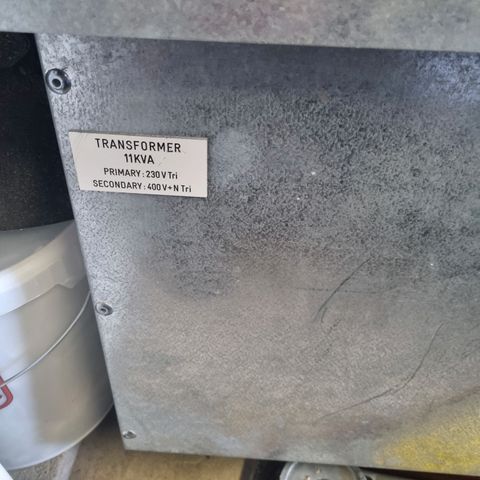 TRANSFORMER
11KVA
PRIMARY: 230 V Tri
SECONDARY: 400 V+N Tri